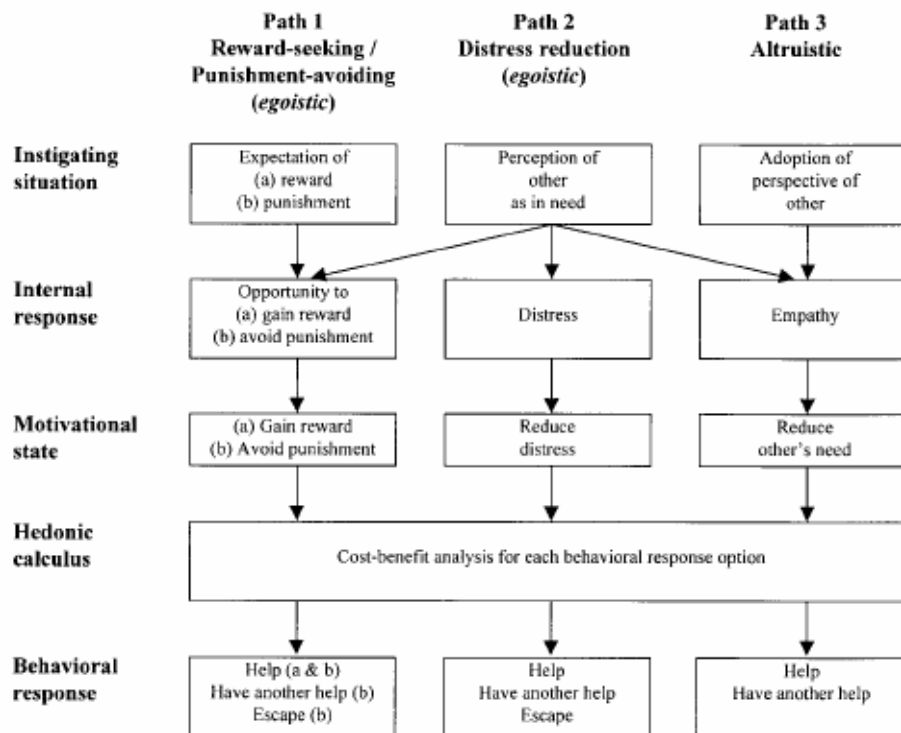 Path 1
Reward-seeking /
Punishment-avoiding
(egoistic)
Path 2
Distress reduction
(egoistic)
Path 3
Altruistic
Instigating
situation
Expectation of
(a) reward
(b) punishment
Perception of
other
as in need
Adoption of
perspective of
other
Internal
response
Opportunity to
(a) gain reward
(b) avoid punishment
Distress
Empathy
Motivational
state
(a) Gain reward
(b) Avoid punishment
Reduce
distress
Reduce
other's need
Hedonic
calculus
Cost-benefit analysis for each behavioral response option
Behavioral
response
Help (a & b)
Have another help (b)
Escape (b)
Help
Have another help
Escape
Help
Have another help